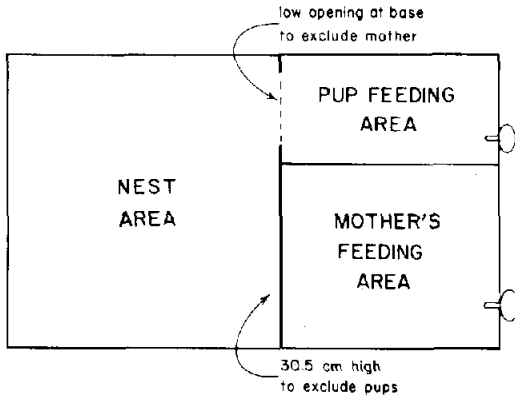 low opening at base
to exclude mother
PUP FEEDING
AREA
NEST
AREA
MOTHER'S
FEEDING
AREA
30.5 cm high
to exclude pups